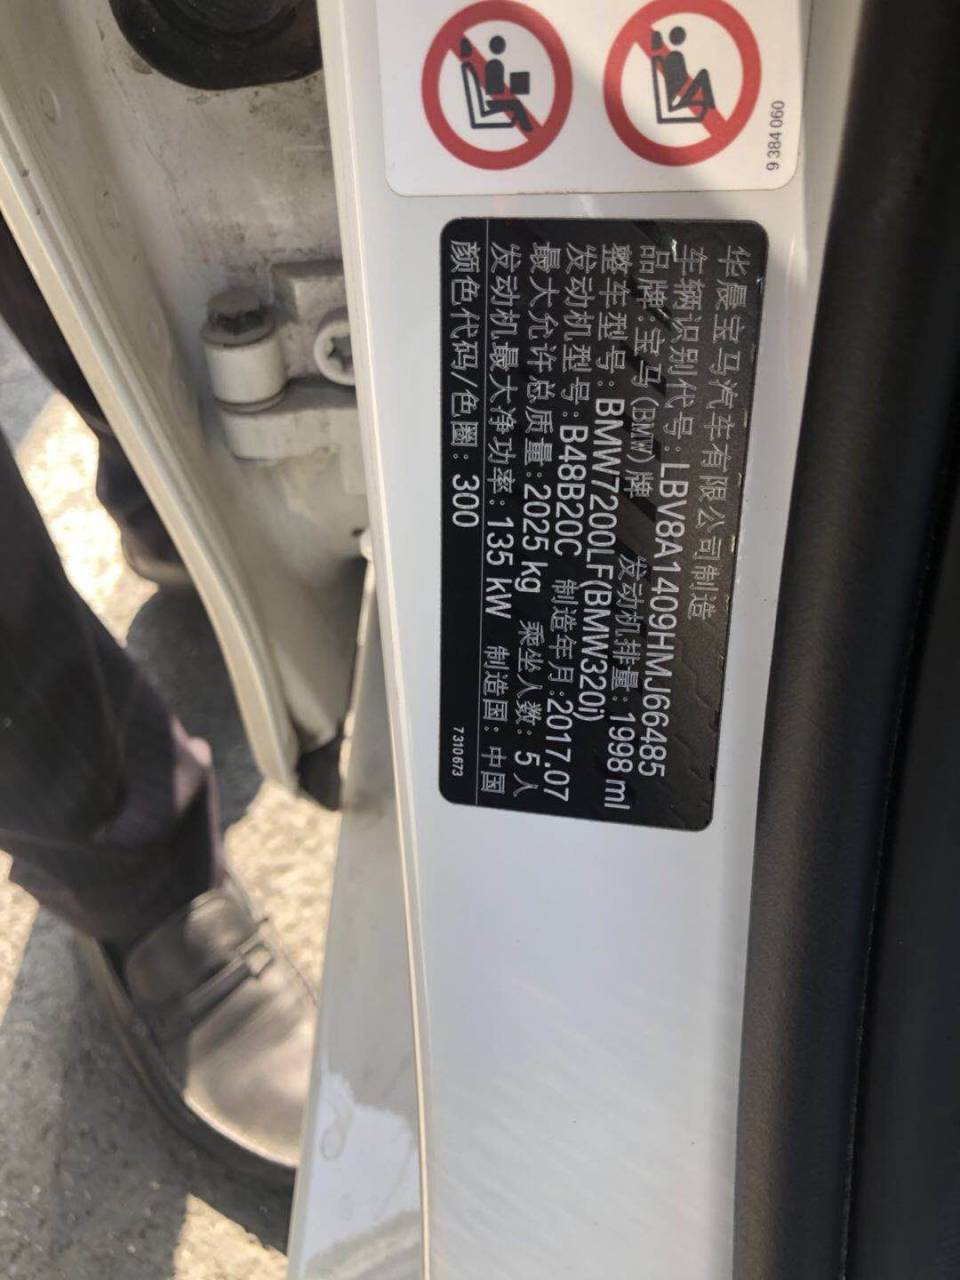 9 384 060
华晨宝马汽车有限公司制造
车辆识别代号:LBV8A1409HMJ66485
品牌:宝马(BMW)牌 发动机排量:1998 ml
整车型号:BMW7200LF(BMW320i)
发动机型号:B48B20C 制造年月:2017.07
最大允许总质量:2025 kg 乘坐人数:5人
发动机最大净功率:135 kW 制造国:中国
颜色代码/色圈:300
7310673